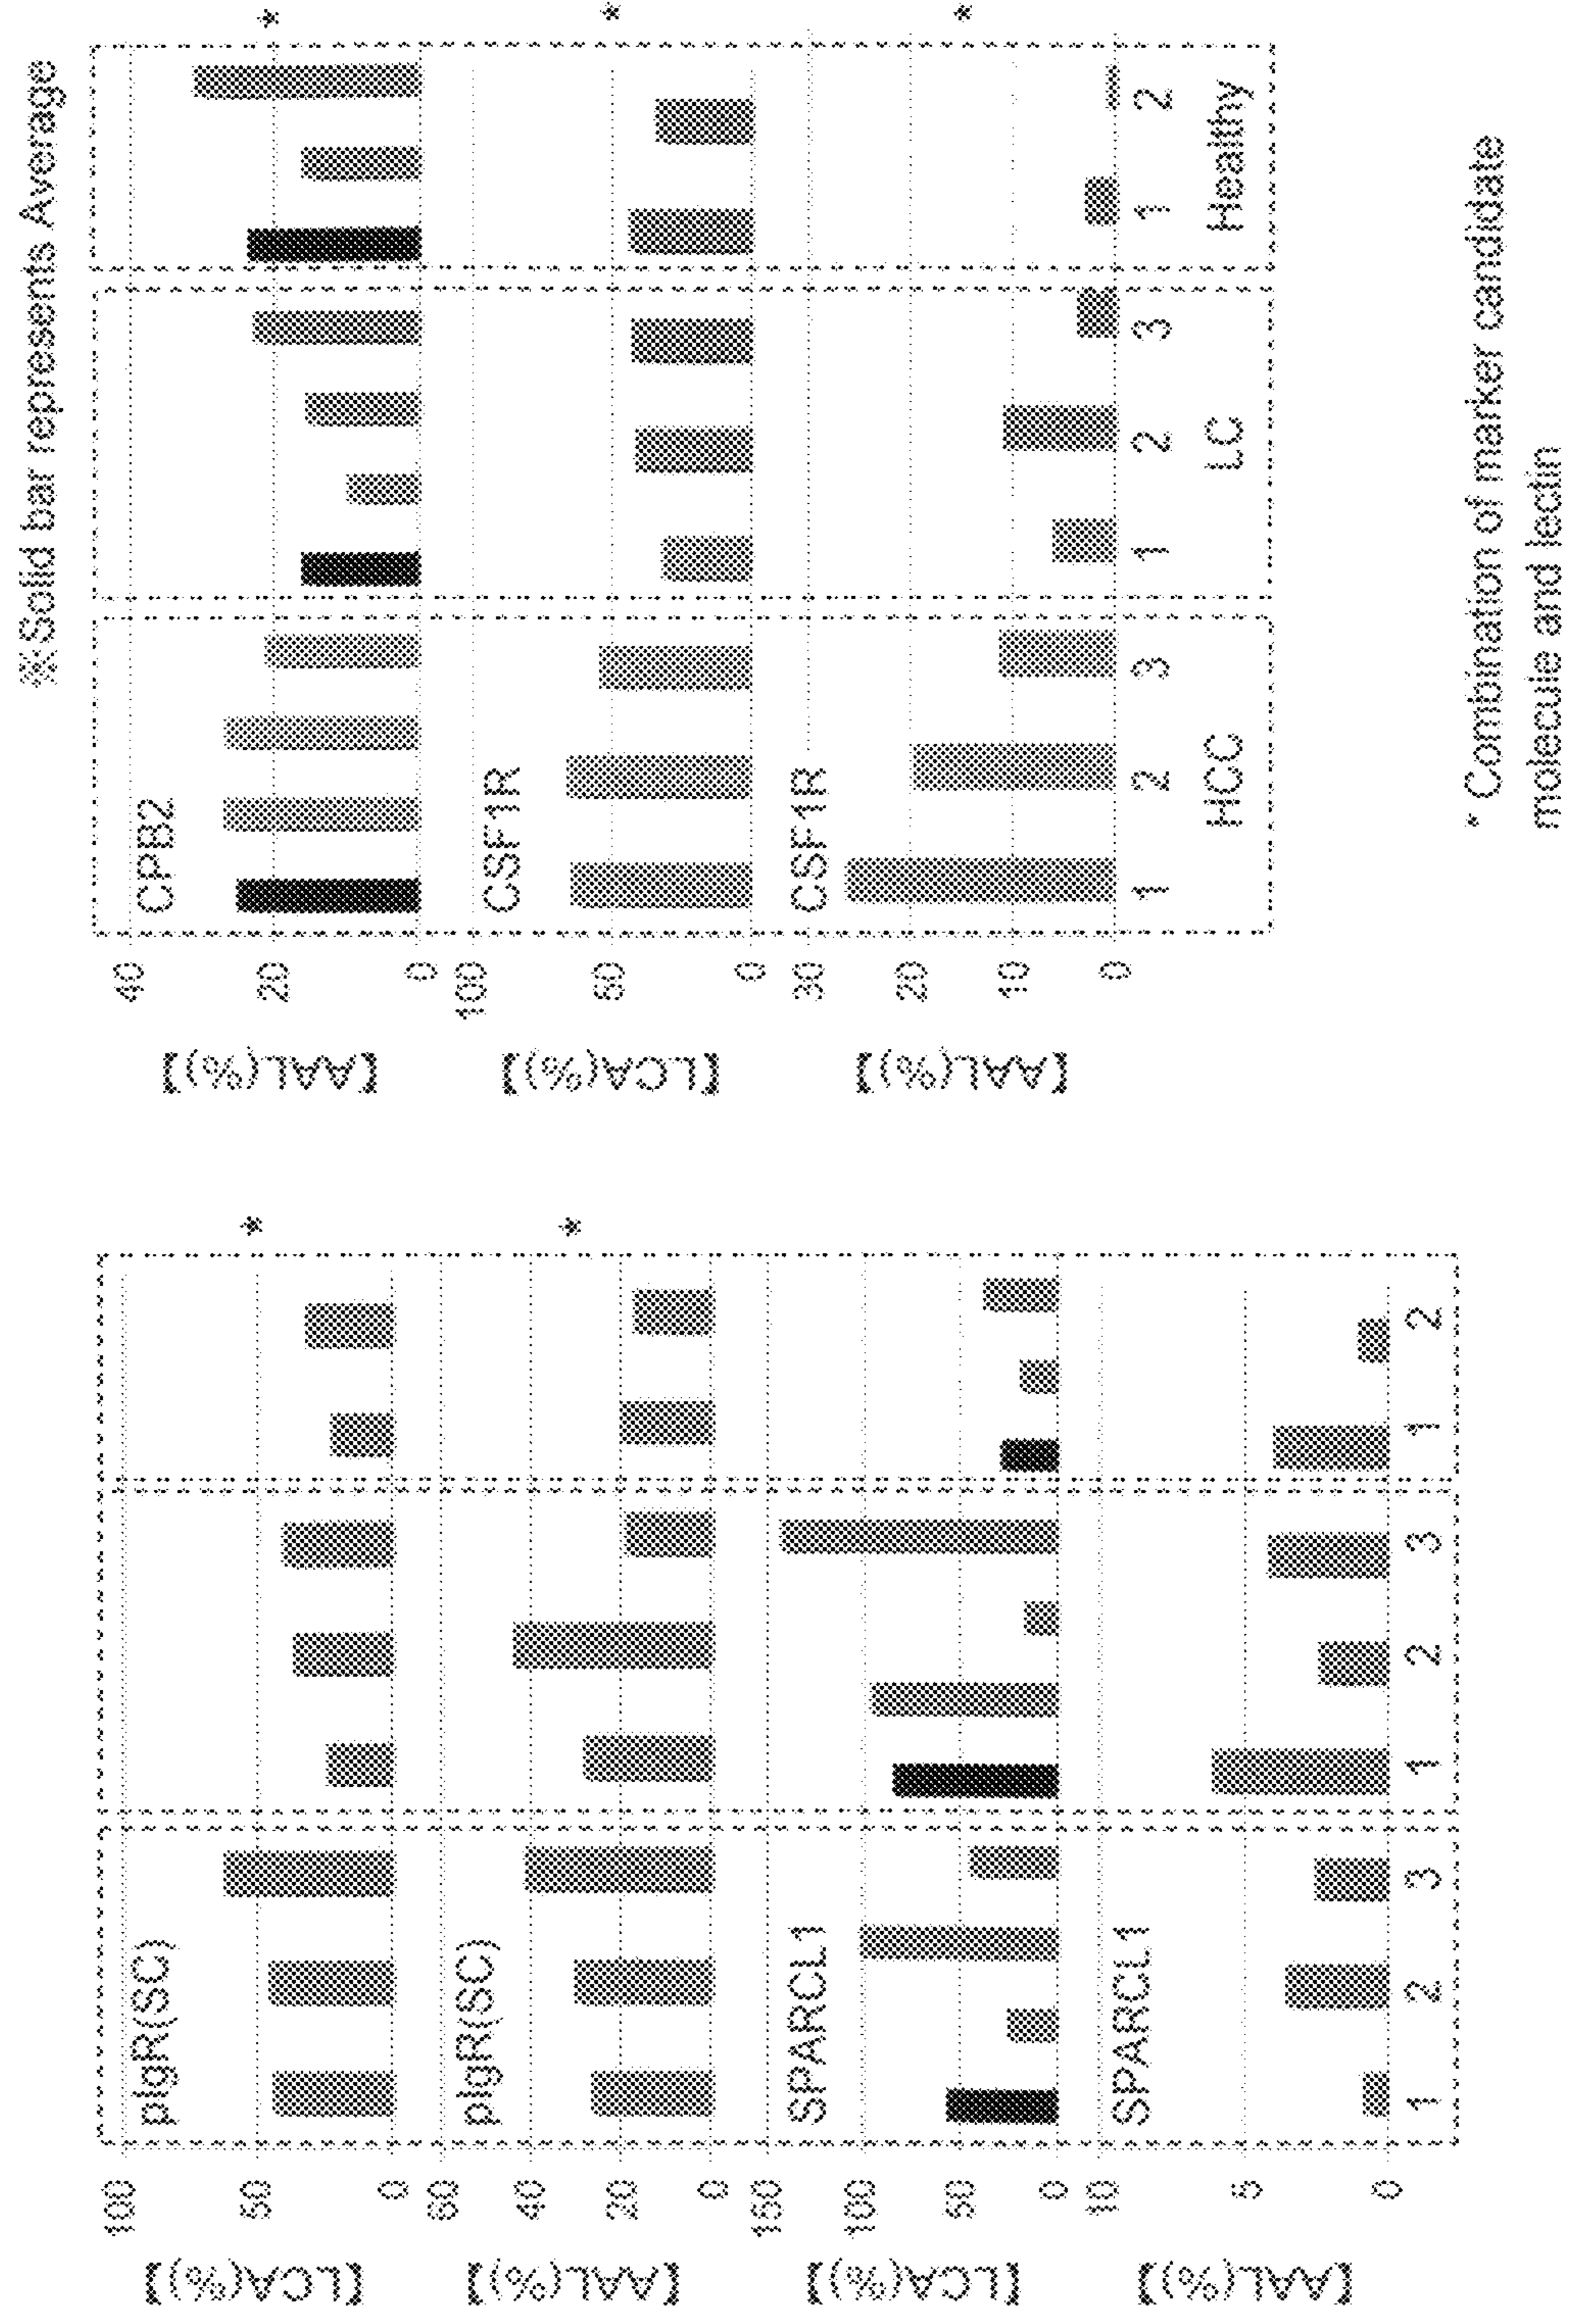 ※Solid bar represents Average
【LCA(%)】
100
50
0
pIgR(SC)
*
【AAL(%)】
60
40
20
0
pIgR(SC)
*
【LCA(%)】
150
100
50
0
SPARCL1
【AAL(%)】
10
5
0
SPARCL1
1 2 3 1 2 3 1 2
【AAL(%)】
40
20
0
CPB2
*
【LCA(%)】
100
50
0
CSF1R
*
【AAL(%)】
30
20
10
0
CSF1R
*
1 2 3 1 2 3 1 2
HCC LC Healthy
* Combination of marker candidate
molecule and lectin